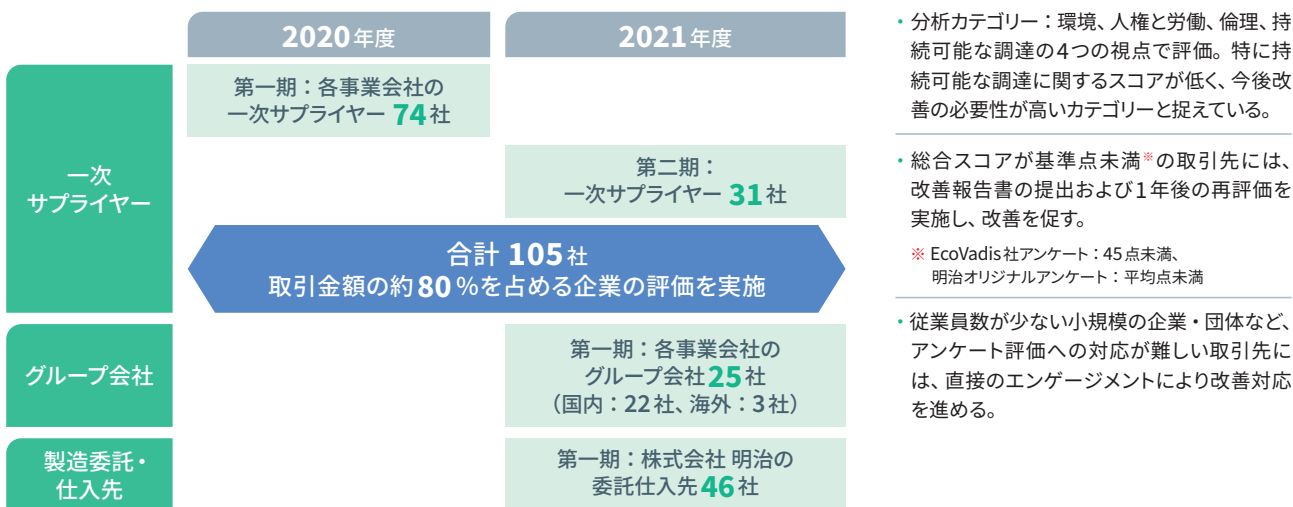 2020年度
2021年度
一次
サプライヤー
第一期：各事業会社の
一次サプライヤー 74社
第二期：
一次サプライヤー 31社
合計 105社
取引金額の約80％を占める企業の評価を実施
グループ会社
第一期：各事業会社の
グループ会社25社
（国内：22社、海外：3社）
製造委託・
仕入先
第一期：株式会社 明治の
委託仕入先46社
・分析カテゴリー：環境、人権と労働、倫理、持
続可能な調達の4つの視点で評価。特に持
続可能な調達に関するスコアが低く、今後改
善の必要性が高いカテゴリーと捉えている。
・総合スコアが基準点未満※の取引先には、
改善報告書の提出および1年後の再評価を
実施し、改善を促す。
※ EcoVadis社アンケート：45点未満、
明治オリジナルアンケート：平均点未満
・従業員数が少ない小規模の企業・団体など、
アンケート評価への対応が難しい取引先に
は、直接のエンゲージメントにより改善対応
を進める。